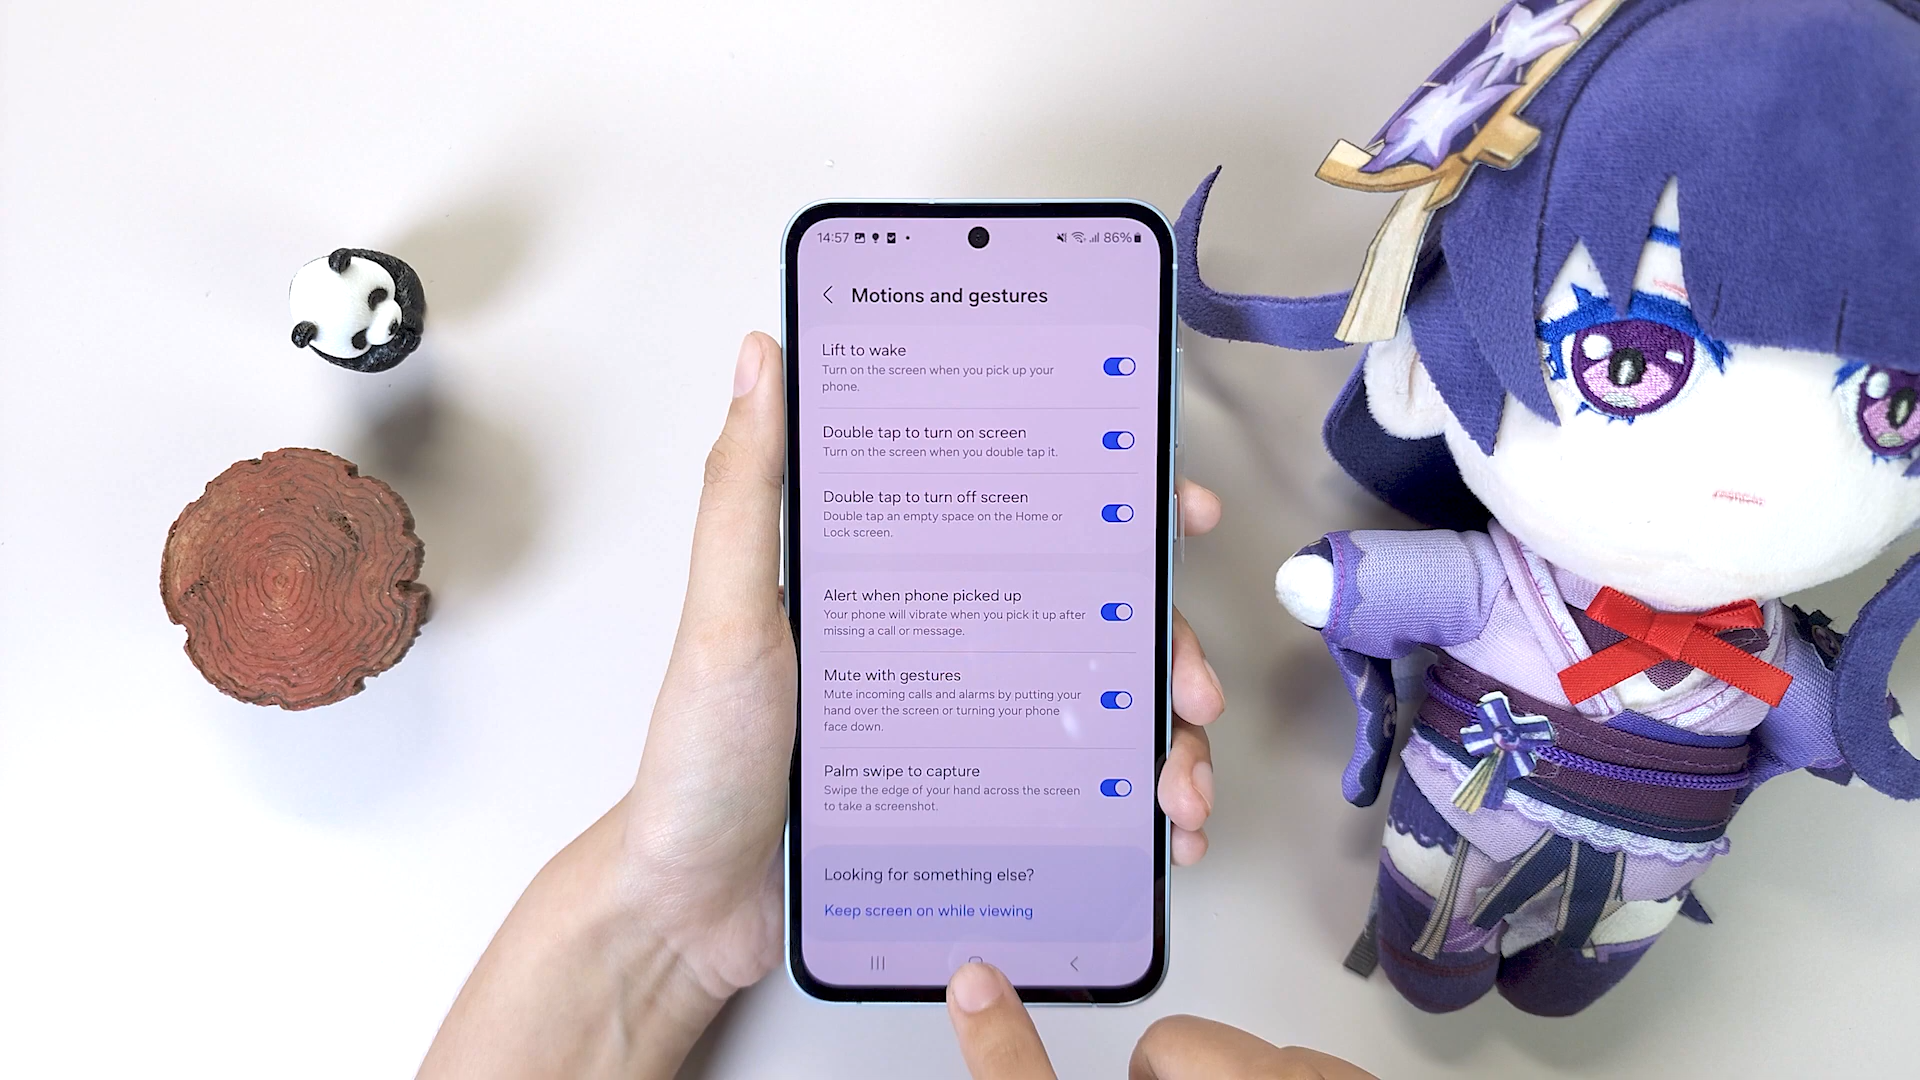 14:57 86%
Motions and gestures
Lift to wake
Turn on the screen when you pick up your
phone.
Double tap to turn on screen
Turn on the screen when you double tap it.
Double tap to turn off screen
Double tap an empty space on the Home or
Lock screen.
Alert when phone picked up
Your phone will vibrate when you pick it up after
missing a call or message.
Mute with gestures
Mute incoming calls and alarms by putting your
hand over the screen or turning your phone
face down.
Palm swipe to capture
Swipe the edge of your hand across the screen
to take a screenshot.
Looking for something else?
Keep screen on while viewing